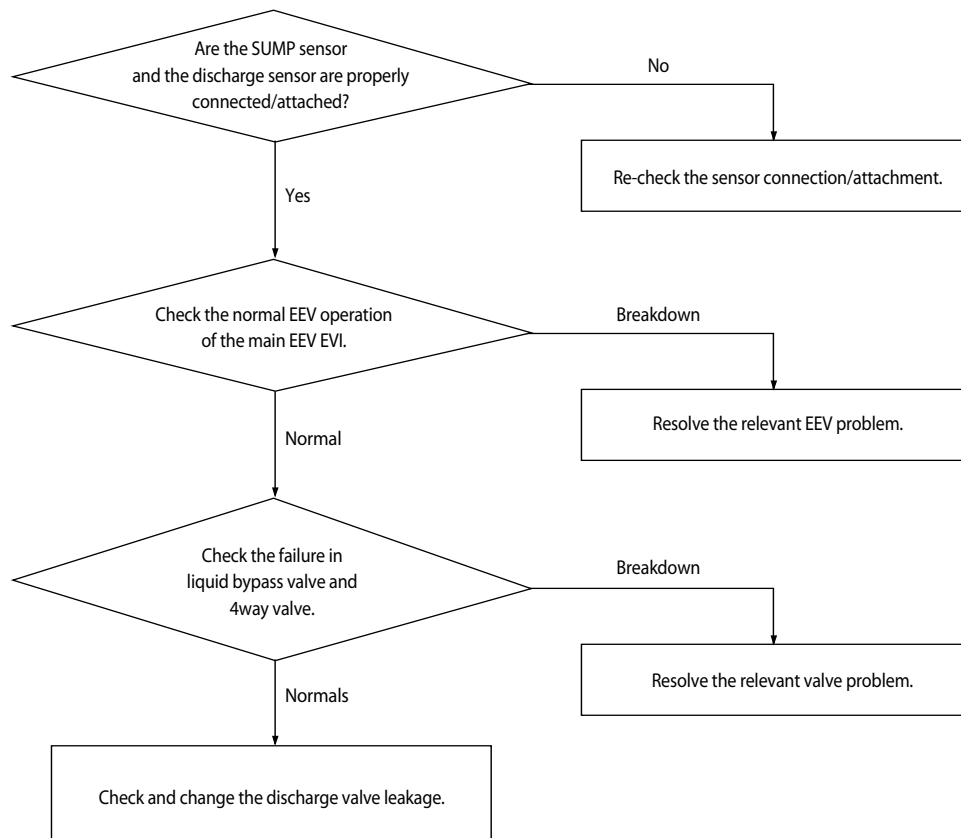 Are the SUMP sensor
and the discharge sensor are properly
connected/attached?
No
Re-check the sensor connection/attachment.
Yes
Check the normal EEV operation
of the main EEV EVI.
Breakdown
Resolve the relevant EEV problem.
Normal
Check the failure in
liquid bypass valve and
4way valve.
Breakdown
Resolve the relevant valve problem.
Normals
Check and change the discharge valve leakage.